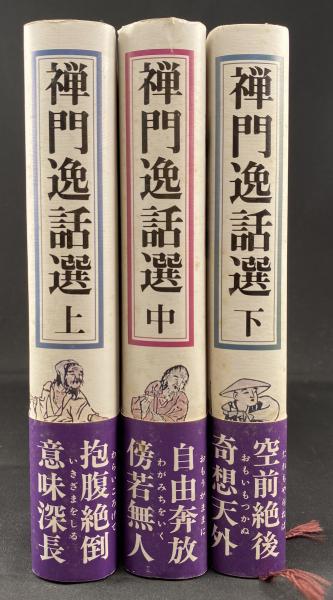 禅門逸話選 上
わらいころげて
抱腹絶倒
いきざまをしる
意味深長
禅門逸話選 中
おもうがままに
自由奔放
わがみちをいく
傍若無人
禅門逸話選 下
空前絶後
おもいもつかぬ
奇想天外